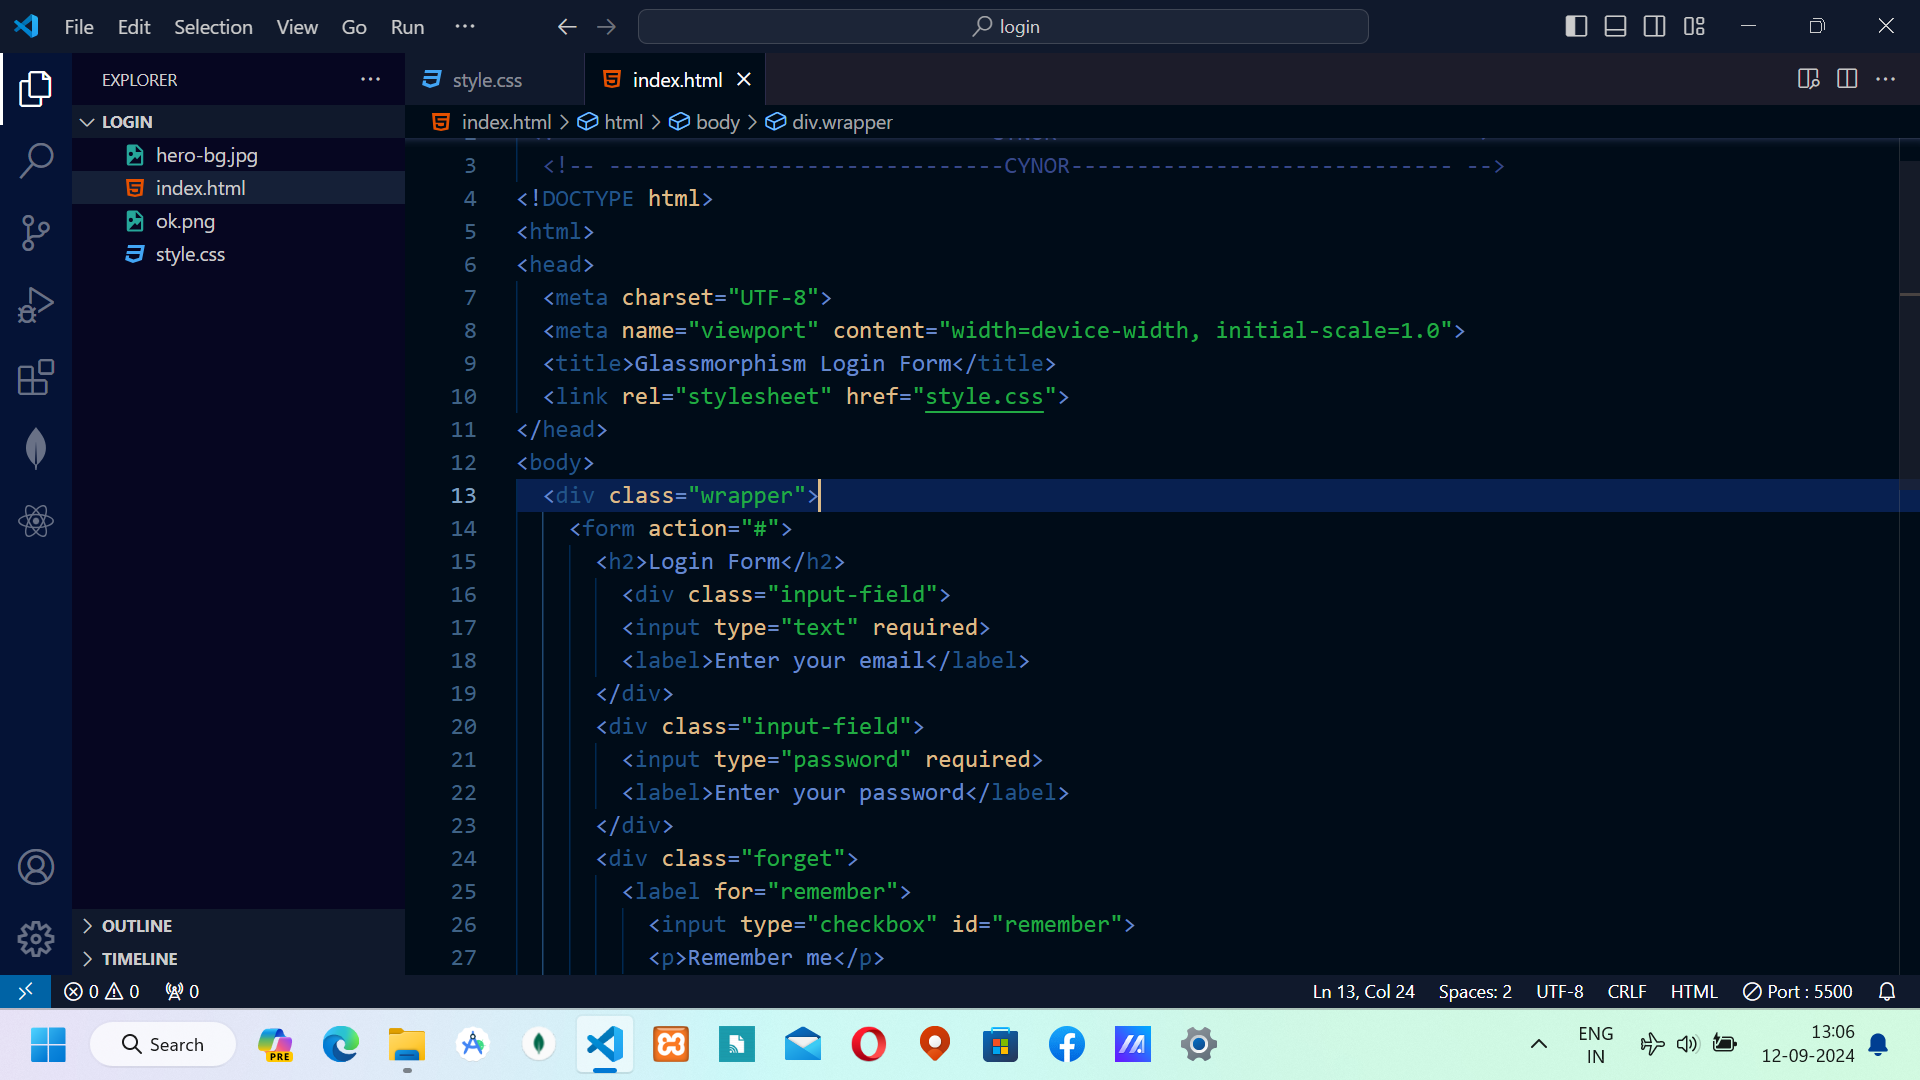 File Edit Selection View Go Run ... login
EXPLORER ...
style.css
index.html
LOGIN
index.html > html > body > div.wrapper
hero-bg.jpg
index.html
ok.png
style.css
3 <!-- ------------------------------CYNOR----------------------------- -->
4 <!DOCTYPE html>
5 <html>
6 <head>
7 <meta charset="UTF-8">
8 <meta name="viewport" content="width=device-width, initial-scale=1.0">
9 <title>Glassmorphism Login Form</title>
10 <link rel="stylesheet" href="style.css">
11 </head>
12 <body>
13 <div class="wrapper">
14 <form action="#">
15 <h2>Login Form</h2>
16 <div class="input-field">
17 <input type="text" required>
18 <label>Enter your email</label>
19 </div>
20 <div class="input-field">
21 <input type="password" required>
22 <label>Enter your password</label>
23 </div>
24 <div class="forget">
25 <label for="remember">
26 <input type="checkbox" id="remember">
27 <p>Remember me</p>
OUTLINE
TIMELINE
0 0 0
Ln 13, Col 24 Spaces: 2 UTF-8 CRLF HTML Port : 5500
Search
PRE
ENG
IN
13:06
12-09-2024